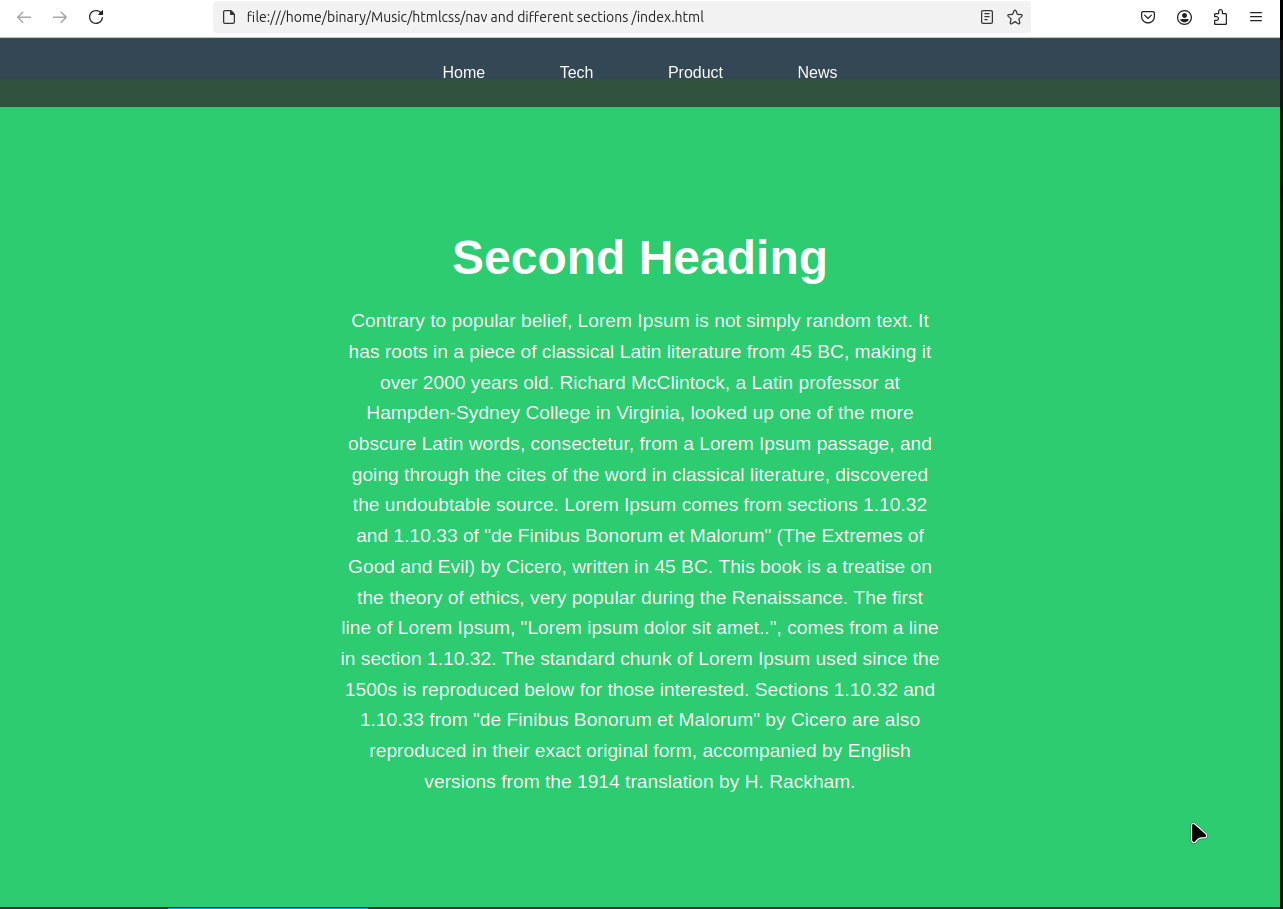 file:///home/binary/Music/htmlcss/nav and different sections /index.html
Home Tech Product News
Second Heading
Contrary to popular belief, Lorem Ipsum is not simply random text. It
has roots in a piece of classical Latin literature from 45 BC, making it
over 2000 years old. Richard McClintock, a Latin professor at
Hampden-Sydney College in Virginia, looked up one of the more
obscure Latin words, consectetur, from a Lorem Ipsum passage, and
going through the cites of the word in classical literature, discovered
the undoubtable source. Lorem Ipsum comes from sections 1.10.32
and 1.10.33 of "de Finibus Bonorum et Malorum" (The Extremes of
Good and Evil) by Cicero, written in 45 BC. This book is a treatise on
the theory of ethics, very popular during the Renaissance. The first
line of Lorem Ipsum, "Lorem ipsum dolor sit amet..", comes from a line
in section 1.10.32. The standard chunk of Lorem Ipsum used since the
1500s is reproduced below for those interested. Sections 1.10.32 and
1.10.33 from "de Finibus Bonorum et Malorum" by Cicero are also
reproduced in their exact original form, accompanied by English
versions from the 1914 translation by H. Rackham.